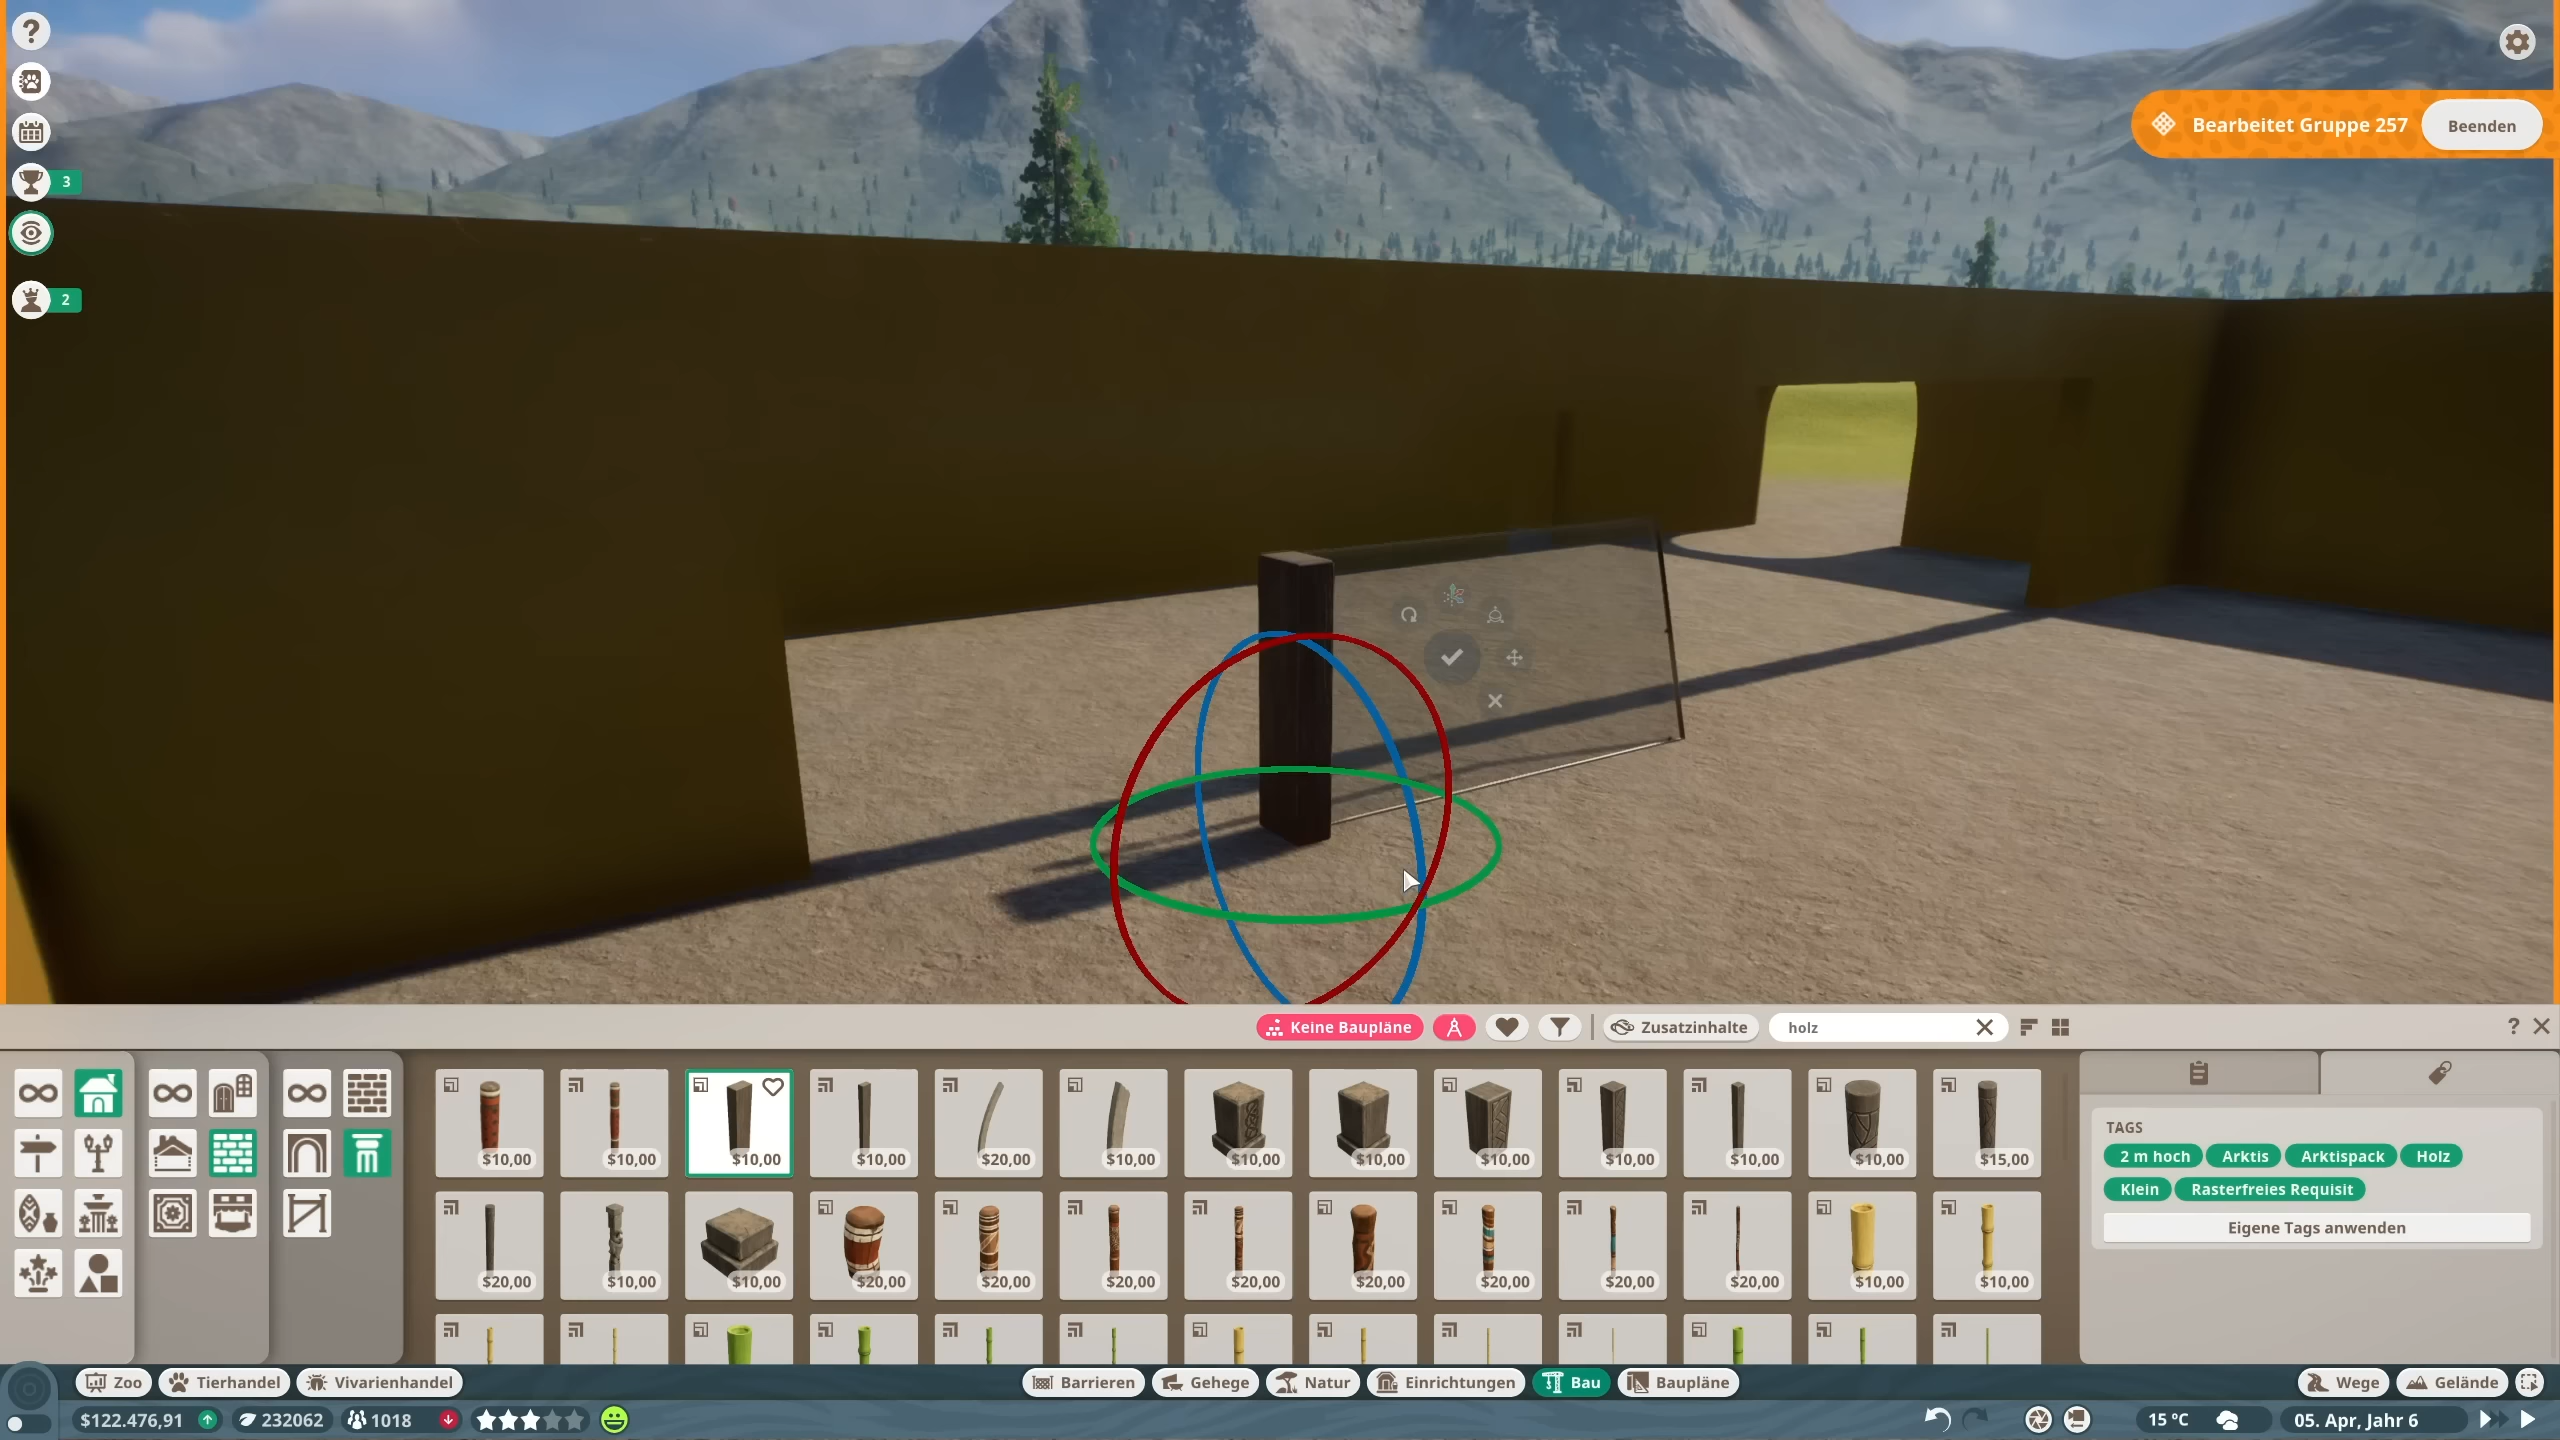 3
2
Bearbeitet Gruppe 257
Beenden
Keine Baupläne
Zusatzinhalte
holz
?
$10,00 $10,00 $10,00 $10,00 $20,00 $10,00 $10,00 $10,00 $10,00 $10,00 $10,00 $10,00 $15,00
$20,00 $10,00 $10,00 $20,00 $20,00 $20,00 $20,00 $20,00 $20,00 $20,00 $20,00 $10,00 $10,00
TAGS
2 m hoch Arktis Arktispack Holz
Klein Rasterfreies Requisit
Eigene Tags anwenden
Zoo Tierhandel Vivarienhandel Barrieren Gehege Natur Einrichtungen Bau Baupläne Wege Gelände
$122.476,91 232062 1018 15 °C 05. Apr, Jahr 6